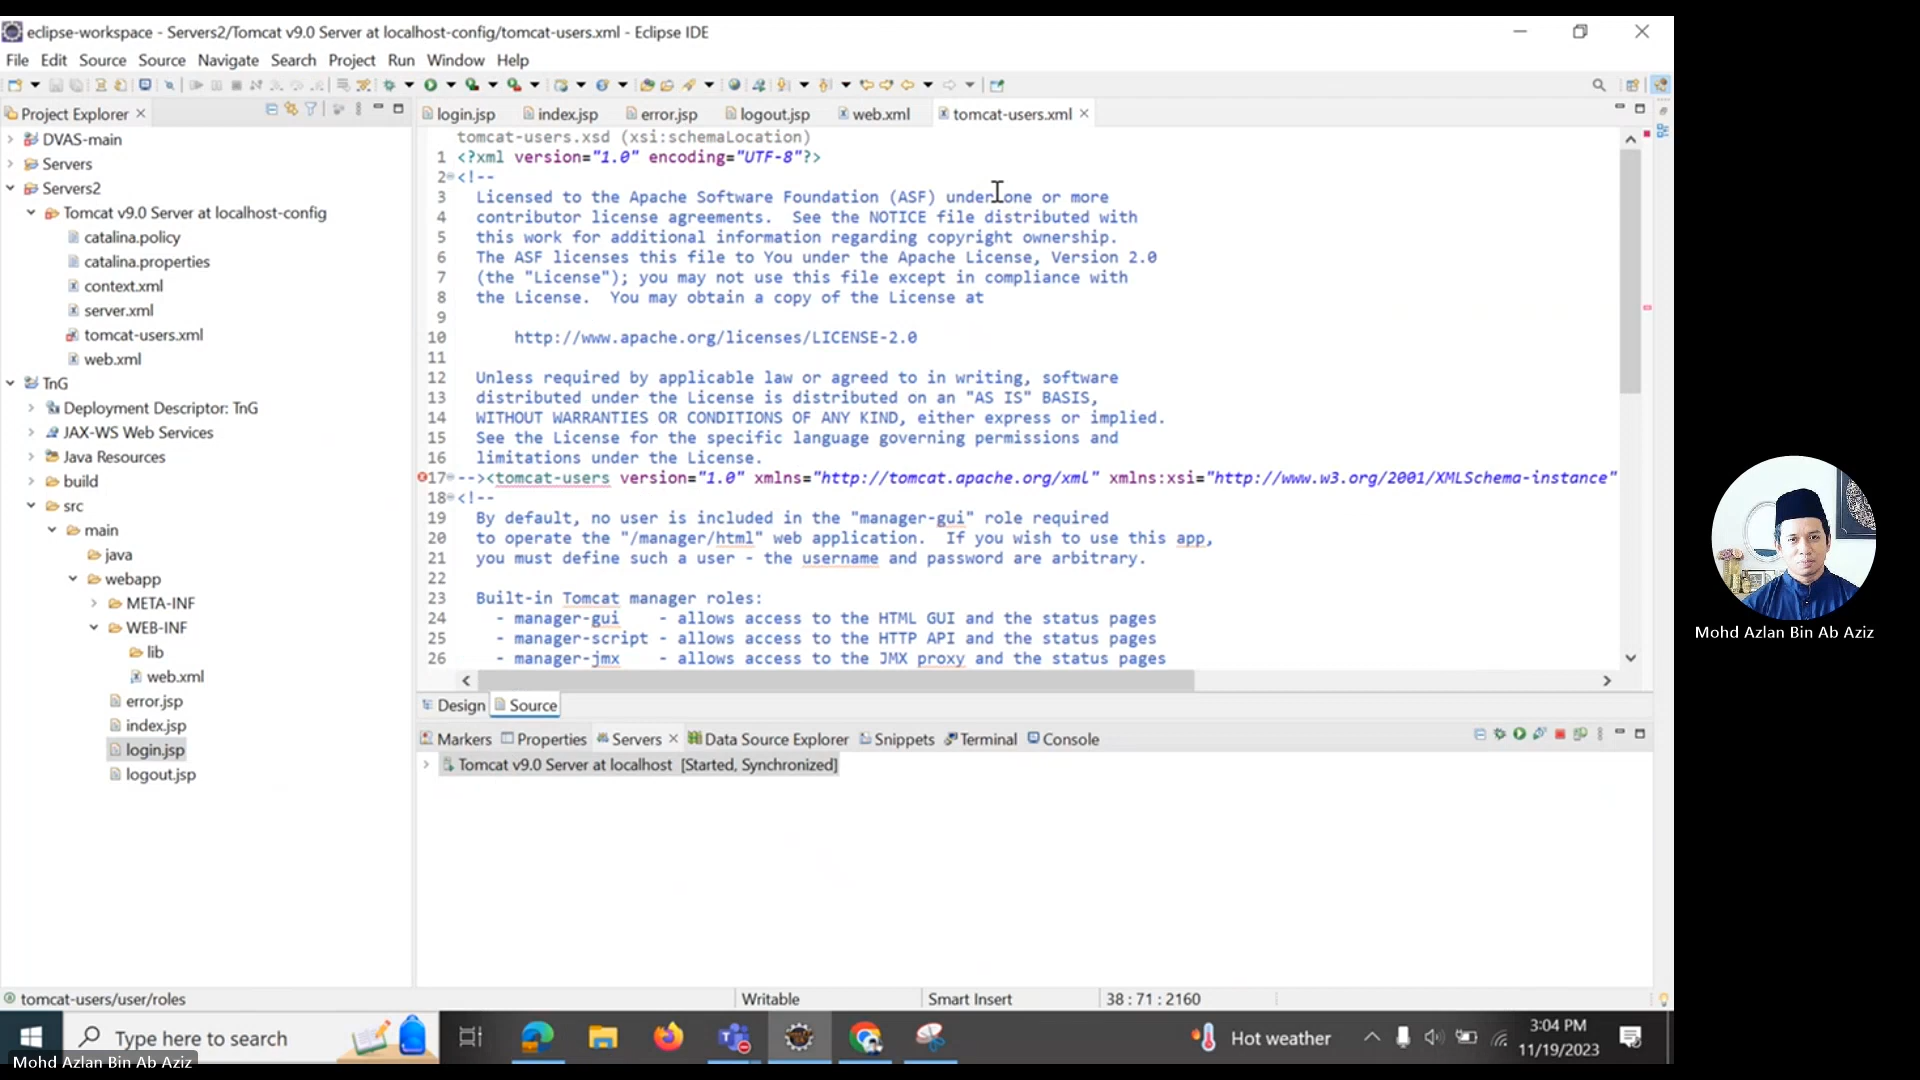 eclipse-workspace - Servers2/Tomcat v9.0 Server at localhost-config/tomcat-users.xml - Eclipse IDE
File Edit Source Source Navigate Search Project Run Window Help
Project Explorer
DVAS-main
Servers
Servers2
Tomcat v9.0 Server at localhost-config
catalina.policy
catalina.properties
context.xml
server.xml
tomcat-users.xml
web.xml
TnG
Deployment Descriptor: TnG
JAX-WS Web Services
Java Resources
build
src
main
java
webapp
META-INF
WEB-INF
lib
web.xml
error.jsp
index.jsp
login.jsp
logout.jsp
login.jsp index.jsp error.jsp logout.jsp web.xml tomcat-users.xml
tomcat-users.xsd (xsi:schemaLocation)
1 <?xml version="1.0" encoding="UTF-8"?>
2 <!--
3 Licensed to the Apache Software Foundation (ASF) under one or more
4 contributor license agreements.  See the NOTICE file distributed with
5 this work for additional information regarding copyright ownership.
6 The ASF licenses this file to You under the Apache License, Version 2.0
7 (the "License"); you may not use this file except in compliance with
8 the License.  You may obtain a copy of the License at
9
10 http://www.apache.org/licenses/LICENSE-2.0
11
12 Unless required by applicable law or agreed to in writing, software
13 distributed under the License is distributed on an "AS IS" BASIS,
14 WITHOUT WARRANTIES OR CONDITIONS OF ANY KIND, either express or implied.
15 See the License for the specific language governing permissions and
16 limitations under the License.
17 --><tomcat-users version="1.0" xmlns="http://tomcat.apache.org/xml" xmlns:xsi="http://www.w3.org/2001/XMLSchema-instance"
18 <!--
19 By default, no user is included in the "manager-gui" role required
20 to operate the "/manager/html" web application.  If you wish to use this app,
21 you must define such a user - the username and password are arbitrary.
22
23 Built-in Tomcat manager roles:
24 - manager-gui    - allows access to the HTML GUI and the status pages
25 - manager-script - allows access to the HTTP API and the status pages
26 - manager-jmx    - allows access to the JMX proxy and the status pages
Design Source
Markers Properties Servers Data Source Explorer Snippets Terminal Console
Tomcat v9.0 Server at localhost [Started, Synchronized]
tomcat-users/user/roles Writable Smart Insert 38 : 71 : 2160
Type here to search
Hot weather
3:04 PM
11/19/2023
Mohd Azlan Bin Ab Aziz
Mohd Azlan Bin Ab Aziz